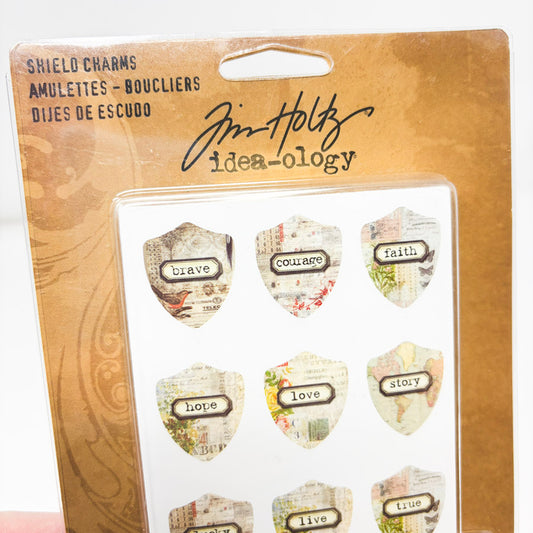 SHIELD CHARMS
AMULETTES – BOUCLIERS
DIJES DE ESCUDO
Tim Holtz
idea-ology
brave
courage
faith
hope
love
story
lucky
live
true